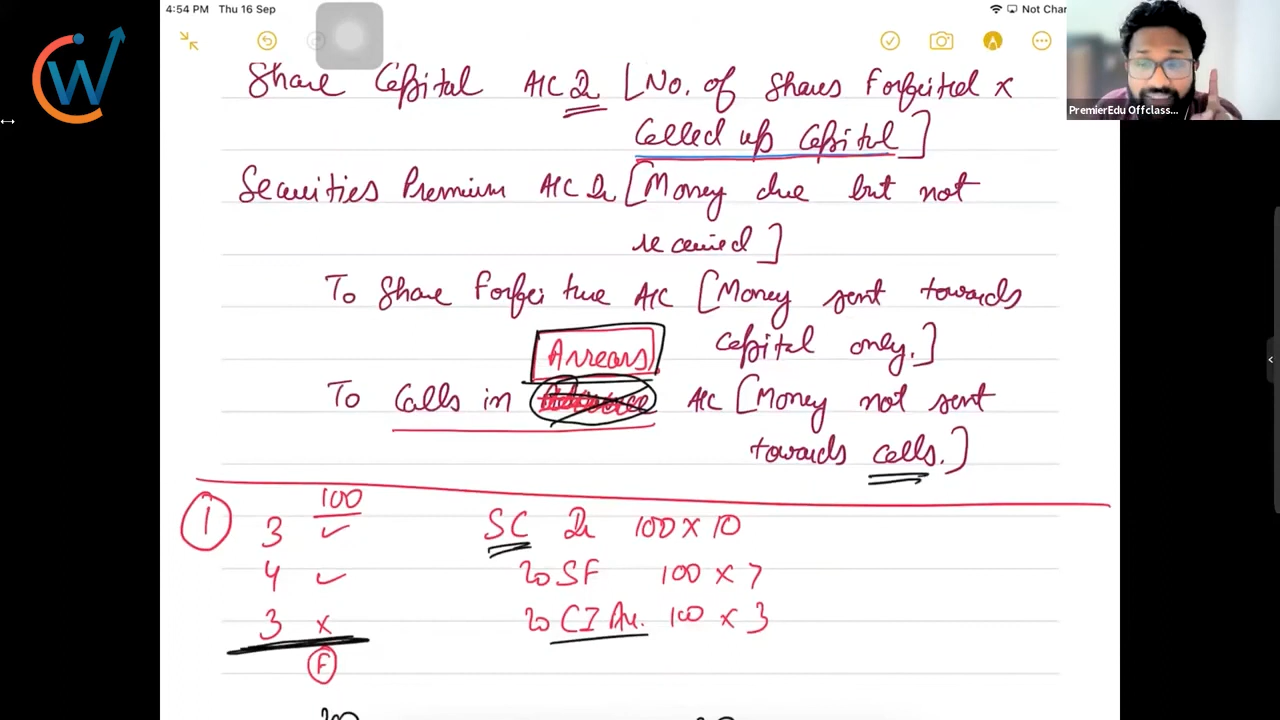 4:54 PM Thu 16 Sep
Not Char
W
PremierEdu Offclass...
Share Capital A/C Dr [No. of Shares Forfeited x
Called up Capital]
Securities Premium A/C Dr [Money due but not
received]
To Share Forfeiture A/C [Money sent towards
Capital only.]
Arrears
To Calls in A/C [Money not sent
towards calls.]
1
100
3 ✓ SC Dr 100 x 10
4 ✓ To SF 100 x 7
3 x To CI Ar. 100 x 3
F